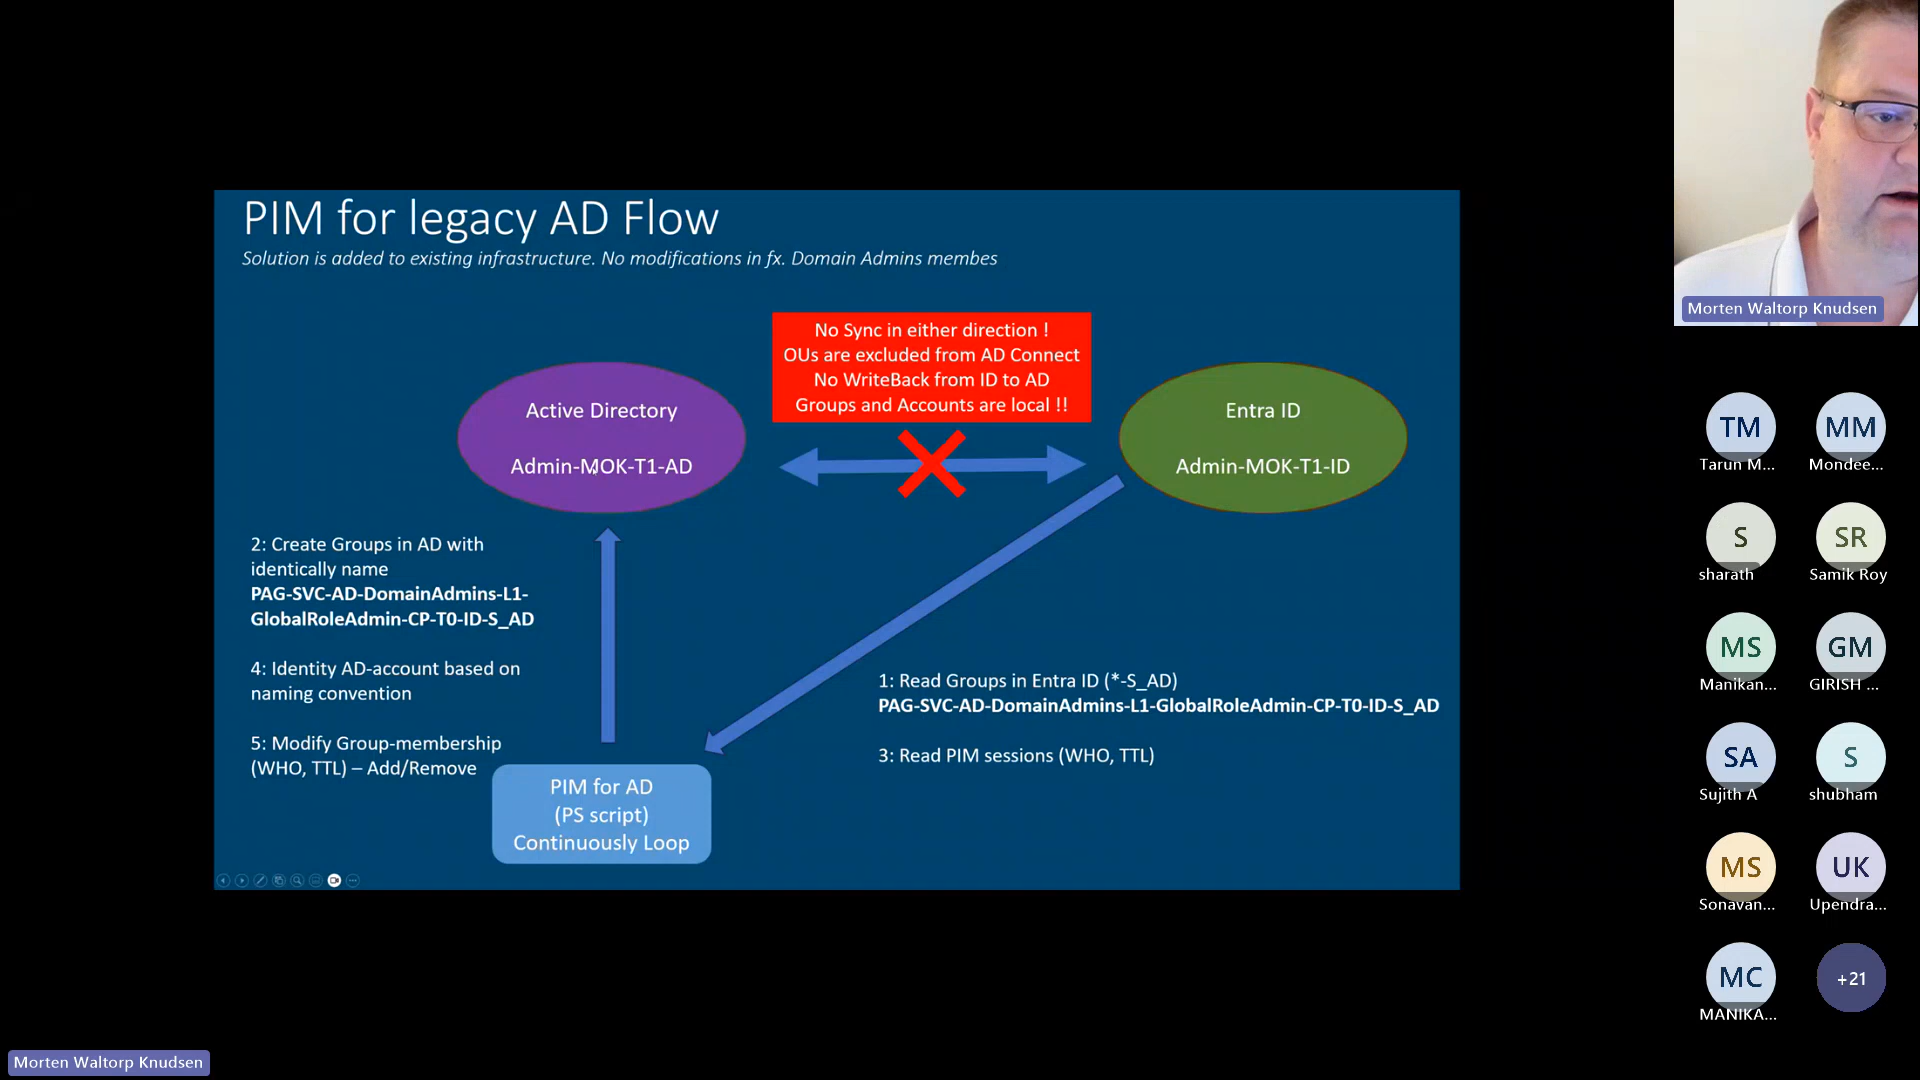 PIM for legacy AD Flow
Solution is added to existing infrastructure. No modifications in fx. Domain Admins membes
No Sync in either direction !
OUs are excluded from AD Connect
No WriteBack from ID to AD
Groups and Accounts are local !!
Active Directory
Admin-MOK-T1-AD
Entra ID
Admin-MOK-T1-ID
2: Create Groups in AD with
identically name
PAG-SVC-AD-DomainAdmins-L1-
GlobalRoleAdmin-CP-T0-ID-S_AD
4: Identity AD-account based on
naming convention
5: Modify Group-membership
(WHO, TTL) – Add/Remove
1: Read Groups in Entra ID (*-S_AD)
PAG-SVC-AD-DomainAdmins-L1-GlobalRoleAdmin-CP-T0-ID-S_AD
3: Read PIM sessions (WHO, TTL)
PIM for AD
(PS script)
Continuously Loop
Morten Waltorp Knudsen
TM
Tarun M...
MM
Mondee...
S
sharath
SR
Samik Roy
MS
Manikan...
GM
GIRISH ...
SA
Sujith A
S
shubham
MS
Sonavan...
UK
Upendra...
MC
MANIKA...
+21
Morten Waltorp Knudsen